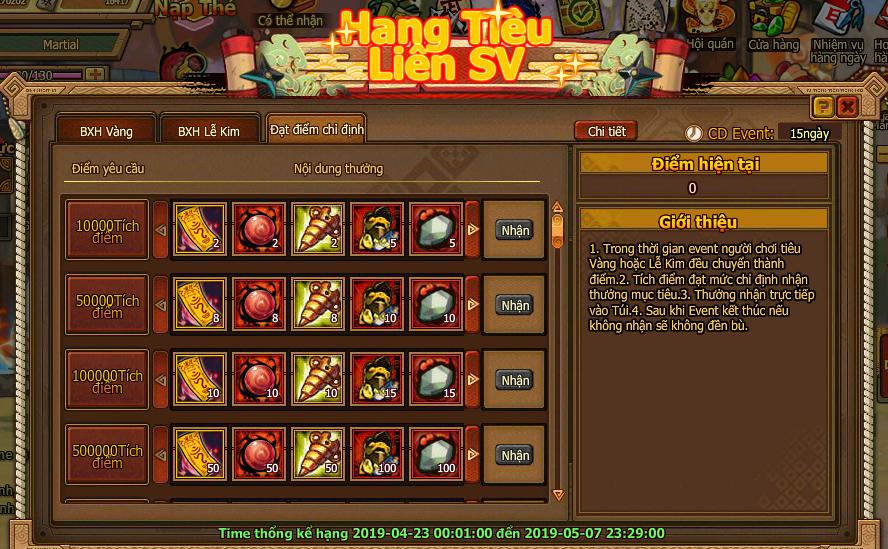 Nạp Thẻ
Có thể nhận
Martial
Hội quán
Cửa hàng
Nhiệm vụ
hàng ngày
Hạng Tiêu
Liên SV
BXH Vàng
BXH Lễ Kim
Đạt điểm chỉ định
Chi tiết
CD Event:
15ngày
Điểm yêu cầu
Nội dung thưởng
10000Tích
điểm
2
2
2
5
5
Nhận
50000Tích
điểm
8
8
8
10
10
Nhận
100000Tích
điểm
10
10
10
15
15
Nhận
500000Tích
điểm
50
50
50
100
100
Nhận
Điểm hiện tại
0
Giới thiệu
1. Trong thời gian event người chơi tiêu
Vàng hoặc Lễ Kim đều chuyển thành
điểm.2. Tích điểm đạt mức chỉ định nhận
thưởng mục tiêu.3. Thưởng nhận trực tiếp
vào Túi.4. Sau khi Event kết thúc nếu
không nhận sẽ không đền bù.
Time thống kế hạng 2019-04-23 00:01:00 đến 2019-05-07 23:29:00